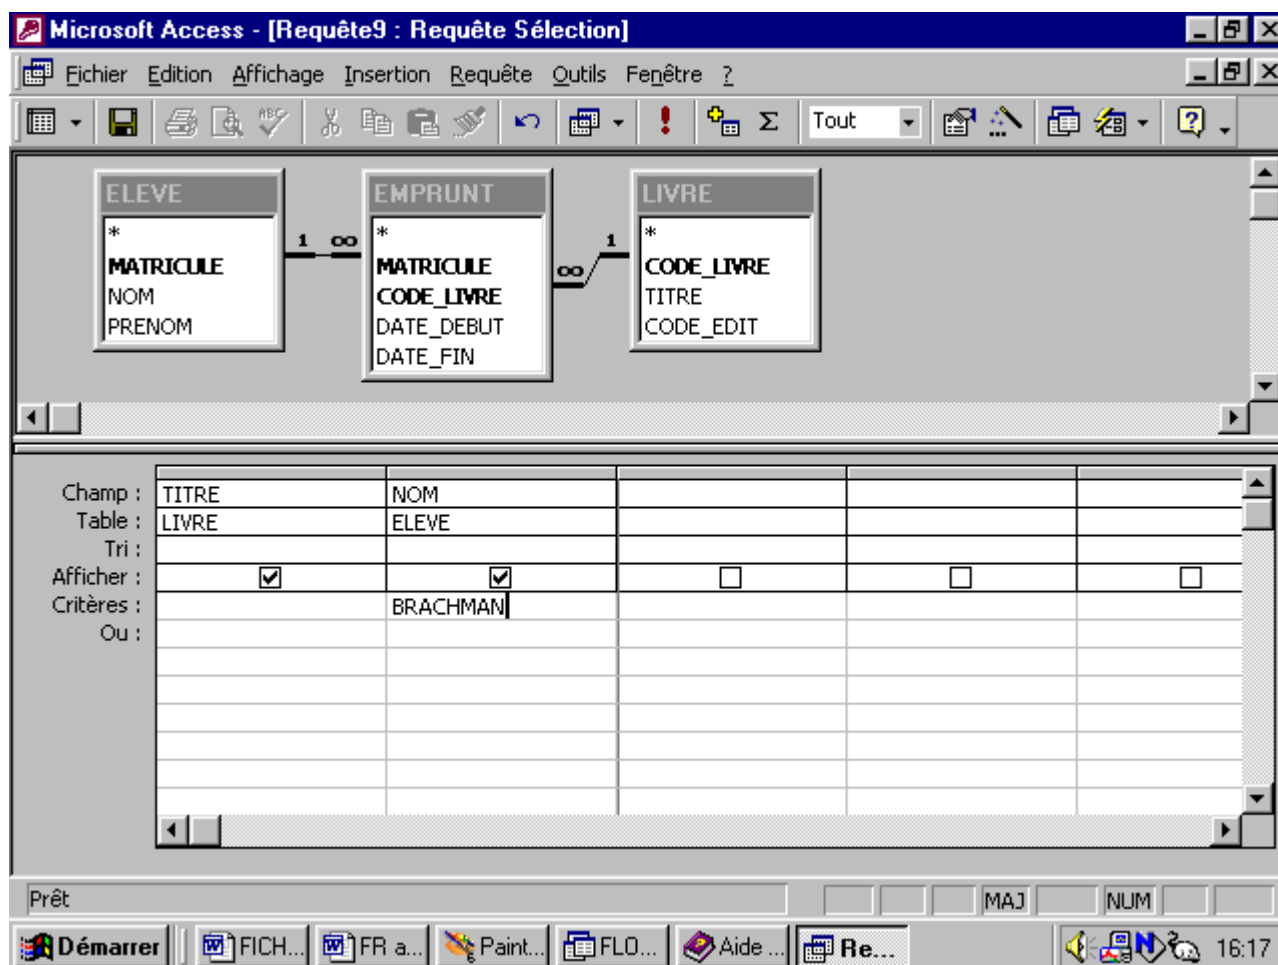 Microsoft Access - [Requête9 : Requête Sélection]
Fichier Edition Affichage Insertion Requête Outils Fenêtre ?
ABC Σ Tout
ELEVE EMPRUNT LIVRE
* * *
1 ∞ 1 ∞
MATRICULE MATRICULE CODE_LIVRE
NOM CODE_LIVRE TITRE
PRENOM DATE_DEBUT CODE_EDIT
DATE_FIN
Champ : TITRE NOM
Table : LIVRE ELEVE
Tri :
Afficher :
Critères : BRACHMAN
Ou :
Prêt MAJ NUM
Démarrer FICH... FR a... Paint... FLO... Aide ... Re... 16:17